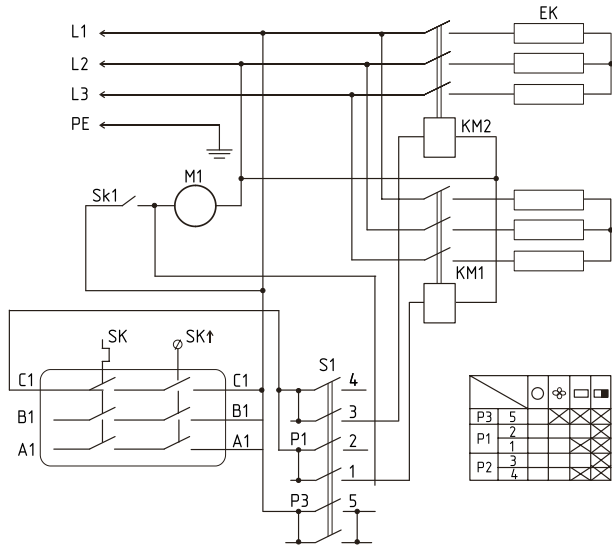 EK
L1
L2
L3
PE
KM2
M1
Sk1
KM1
SK
SK↑
S1
C1
C1
4
B1
B1
3
P1
2
A1
A1
1
P3
5
P3 5
P1 2
1
P2 3
4